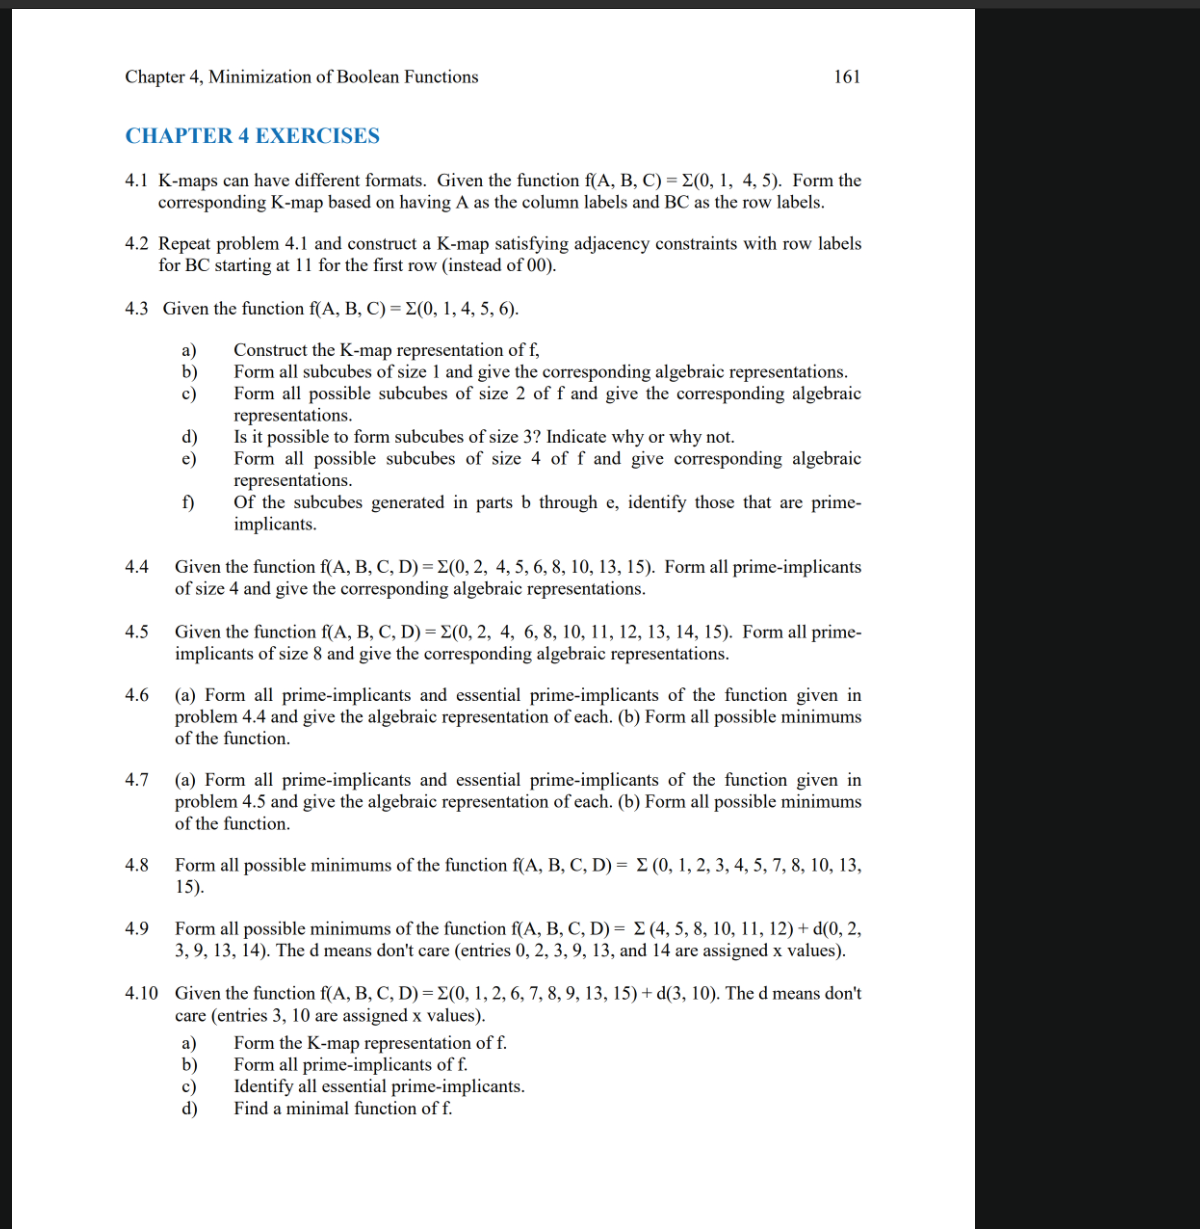 Chapter 4, Minimization of Boolean Functions 161
CHAPTER 4 EXERCISES
4.1 K-maps can have different formats. Given the function f(A, B, C) = Σ(0, 1, 4, 5). Form the
corresponding K-map based on having A as the column labels and BC as the row labels.
4.2 Repeat problem 4.1 and construct a K-map satisfying adjacency constraints with row labels
for BC starting at 11 for the first row (instead of 00).
4.3 Given the function f(A, B, C) = Σ(0, 1, 4, 5, 6).
a) Construct the K-map representation of f,
b) Form all subcubes of size 1 and give the corresponding algebraic representations.
c) Form all possible subcubes of size 2 of f and give the corresponding algebraic
representations.
d) Is it possible to form subcubes of size 3? Indicate why or why not.
e) Form all possible subcubes of size 4 of f and give corresponding algebraic
representations.
f) Of the subcubes generated in parts b through e, identify those that are prime-
implicants.
4.4 Given the function f(A, B, C, D) = Σ(0, 2, 4, 5, 6, 8, 10, 13, 15). Form all prime-implicants
of size 4 and give the corresponding algebraic representations.
4.5 Given the function f(A, B, C, D) = Σ(0, 2, 4, 6, 8, 10, 11, 12, 13, 14, 15). Form all prime-
implicants of size 8 and give the corresponding algebraic representations.
4.6 (a) Form all prime-implicants and essential prime-implicants of the function given in
problem 4.4 and give the algebraic representation of each. (b) Form all possible minimums
of the function.
4.7 (a) Form all prime-implicants and essential prime-implicants of the function given in
problem 4.5 and give the algebraic representation of each. (b) Form all possible minimums
of the function.
4.8 Form all possible minimums of the function f(A, B, C, D) = Σ (0, 1, 2, 3, 4, 5, 7, 8, 10, 13,
15).
4.9 Form all possible minimums of the function f(A, B, C, D) = Σ (4, 5, 8, 10, 11, 12) + d(0, 2,
3, 9, 13, 14). The d means don't care (entries 0, 2, 3, 9, 13, and 14 are assigned x values).
4.10 Given the function f(A, B, C, D) = Σ(0, 1, 2, 6, 7, 8, 9, 13, 15) + d(3, 10). The d means don't
care (entries 3, 10 are assigned x values).
a) Form the K-map representation of f.
b) Form all prime-implicants of f.
c) Identify all essential prime-implicants.
d) Find a minimal function of f.